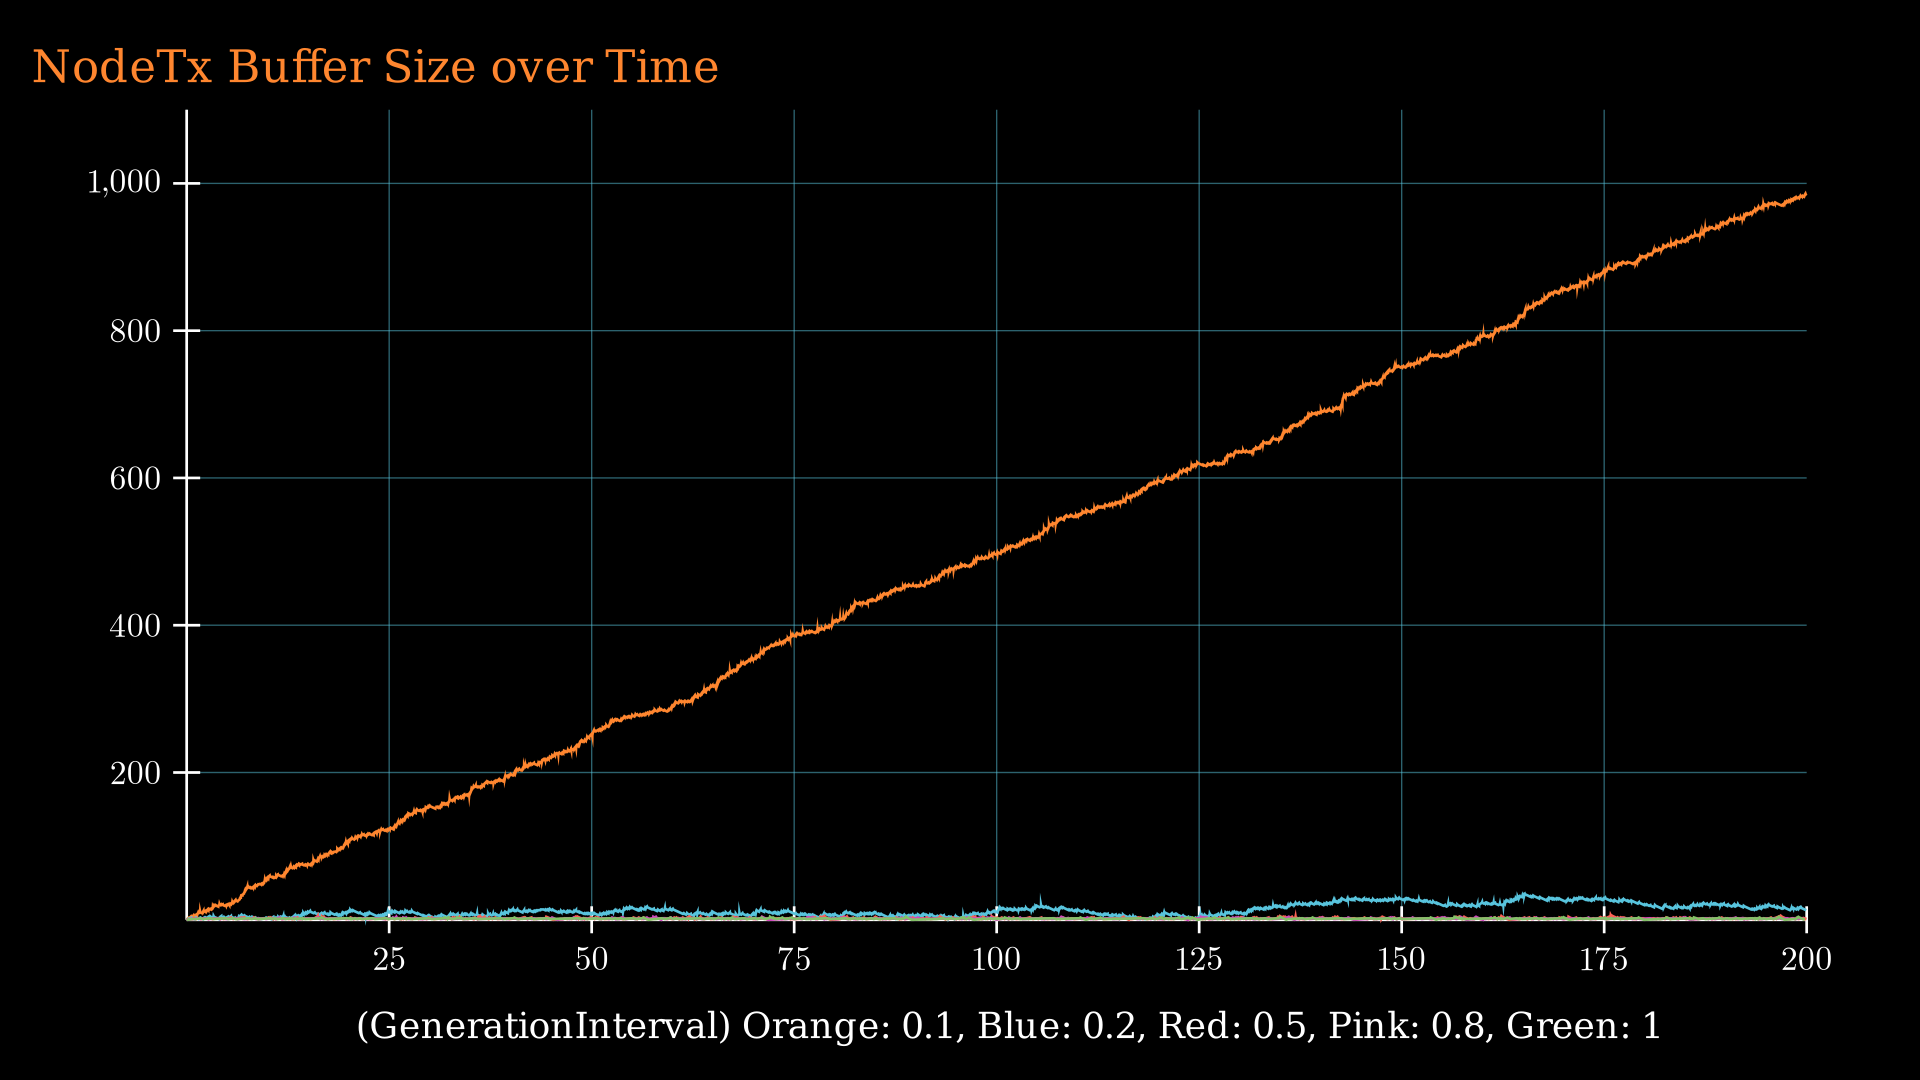 NodeTx Buffer Size over Time
1,000
800
600
400
200
25 50 75 100 125 150 175 200
(GenerationInterval) Orange: 0.1, Blue: 0.2, Red: 0.5, Pink: 0.8, Green: 1